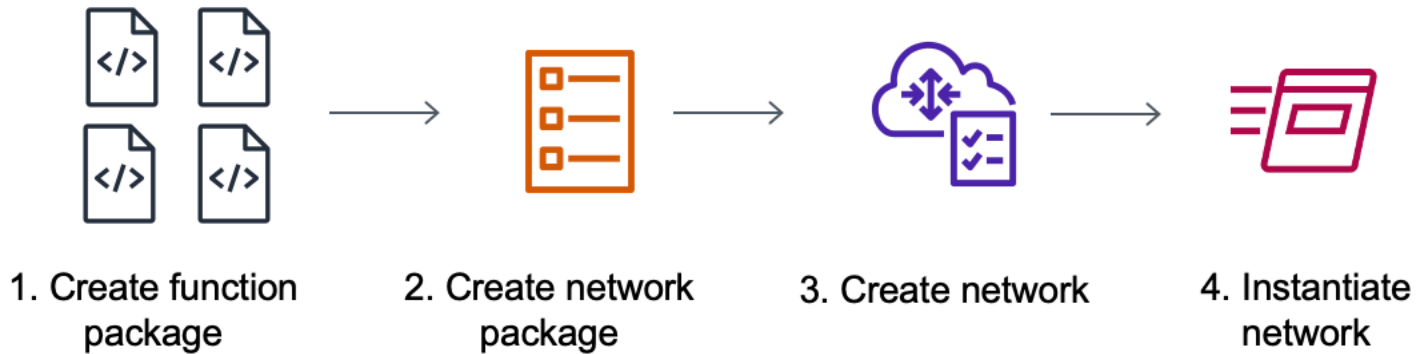 </>
</>
</>
</>
1. Create function
package
2. Create network
package
3. Create network
4. Instantiate
network